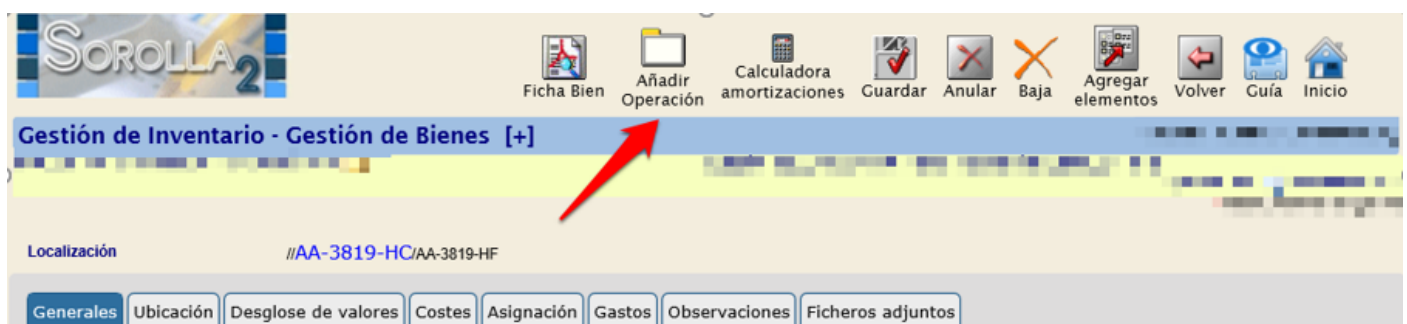 SOROLLA2
Ficha Bien
Añadir
Operación
Calculadora
amortizaciones
Guardar
Anular
Baja
Agregar
elementos
Volver
Guía
Inicio
Gestión de Inventario - Gestión de Bienes [+]
Localización //AA-3819-HC/AA-3819-HF
Generales Ubicación Desglose de valores Costes Asignación Gastos Observaciones Ficheros adjuntos